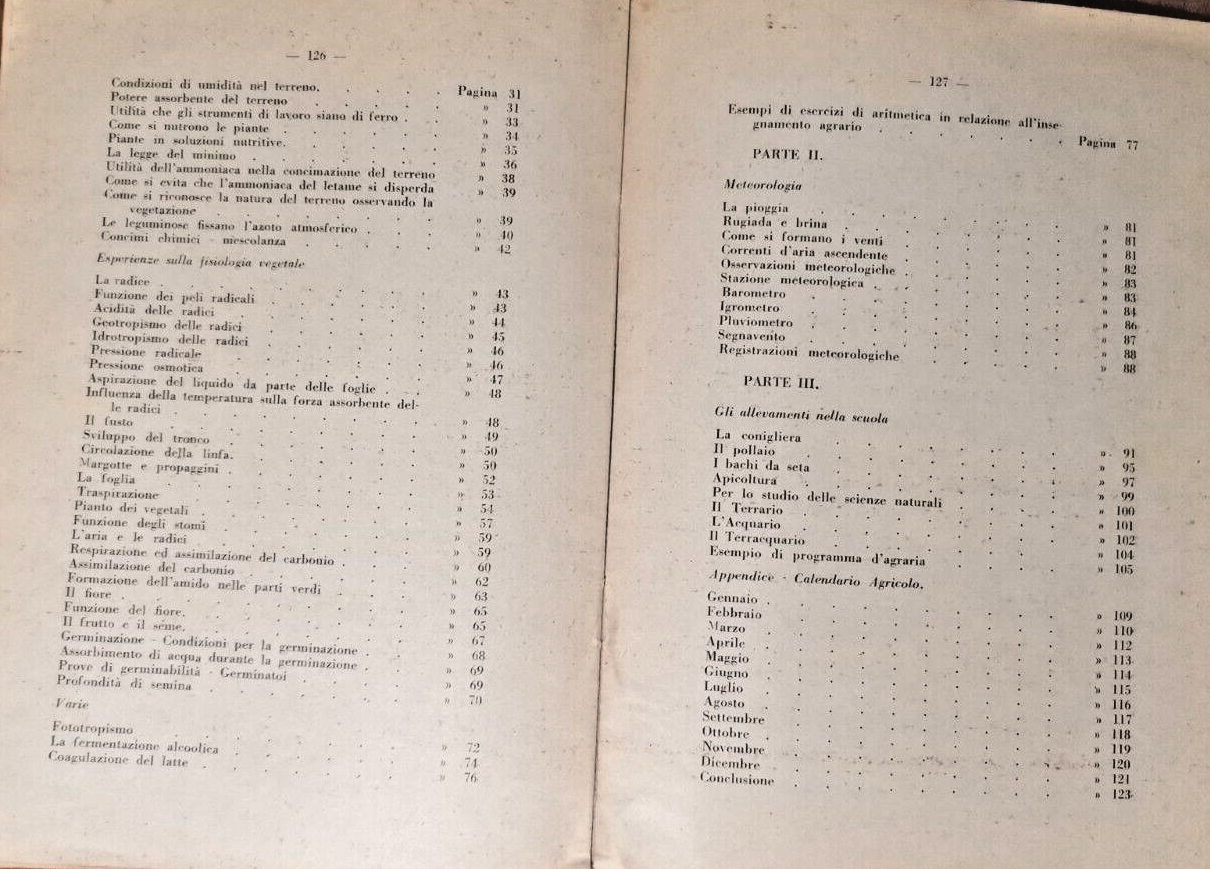 — 126 —
Condizioni di umidità nel terreno. . . . . Pagina 31
Potere assorbente del terreno . . . . » 31
Utilità che gli strumenti di lavoro siano di ferro . . » 33
Come si nutrono le piante . . . . . » 34
Piante in soluzioni nutritive. . . . . » 35
La legge del minimo . . . . . . » 36
Utilità dell'ammoniaca nella concimazione del terreno » 38
Come si evita che l'ammoniaca del letame si disperda » 39
Come si riconosce la natura del terreno osservando la
vegetazione . . . . . . . » 39
Le leguminose fissano l'azoto atmosferico . . . » 40
Concimi chimici - mescolanza . . . . » 42
Esperienze sulla fisiologia vegetale
La radice . . . . . . . » 43
Funzione dei peli radicali . . . . . » 43
Acidità delle radici . . . . . . » 44
Geotropismo delle radici . . . . . » 45
Idrotropismo delle radici . . . . . » 46
Pressione radicale . . . . . . » 46
Pressione osmotica . . . . . . » 47
Aspirazione del liquido da parte delle foglie . . » 48
Influenza della temperatura sulla forza assorbente del-
le radici . . . . . . . » 48
Il fusto . . . . . . . » 49
Sviluppo del tronco . . . . . . » 50
Circolazione della linfa. . . . . . » 50
Margotte e propaggini . . . . . . » 52
La foglia . . . . . . . » 53
Traspirazione . . . . . . . » 54
Pianto dei vegetali . . . . . . » 57
Funzione degli stomi . . . . . . » 59
L'aria e le radici . . . . . . » 59
Respirazione ed assimilazione del carbonio . . . » 60
Assimilazione del carbonio . . . . . » 62
Formazione dell'amido nelle parti verdi . . . » 63
Il fiore . . . . . . . . » 65
Funzione del fiore. . . . . . . » 65
Il frutto e il seme. . . . . . . » 67
Germinazione - Condizioni per la germinazione . . » 68
Assorbimento di acqua durante la germinazione . . » 69
Prove di germinabilità - Germinatoi . . . » 69
Profondità di semina . . . . . . » 70
Varie
Fototropismo . . . . . . . » 72
La fermentazione alcoolica . . . . . » 74
Coagulazione del latte . . . . . . » 76
— 127 —
Esempi di esercizi di aritmetica in relazione all'inse-
gnamento agrario . . . . . . Pagina 77
PARTE II.
Meteorologia
La pioggia . . . . . . . » 81
Rugiada e brina . . . . . . » 81
Come si formano i venti . . . . . » 81
Correnti d'aria ascendente . . . . . » 82
Osservazioni meteorologiche . . . . . » 83
Stazione meteorologica . . . . . . » 83
Barometro . . . . . . . » 84
Igrometro . . . . . . . » 86
Pluviometro . . . . . . . » 87
Segnavento . . . . . . . » 88
Registrazioni meteorologiche . . . . . » 88
PARTE III.
Gli allevamenti nella scuola
La conigliera . . . . . . . » 91
Il pollaio . . . . . . . » 95
I bachi da seta . . . . . . » 97
Apicoltura . . . . . . . » 99
Per lo studio delle scienze naturali . . . . » 100
Il Terrario . . . . . . . » 101
L'Acquario . . . . . . . » 102
Il Terracquario . . . . . . » 104
Esempio di programma d'agraria . . . . » 105
Appendice - Calendario Agricolo.
Gennaio . . . . . . . . » 109
Febbraio . . . . . . . » 110
Marzo . . . . . . . . » 112
Aprile . . . . . . . . » 113
Maggio . . . . . . . . » 114
Giugno . . . . . . . . » 115
Luglio . . . . . . . . » 116
Agosto . . . . . . . . » 117
Settembre . . . . . . . » 118
Ottobre . . . . . . . . » 119
Novembre . . . . . . . » 120
Dicembre . . . . . . . » 121
Conclusione . . . . . . . » 123